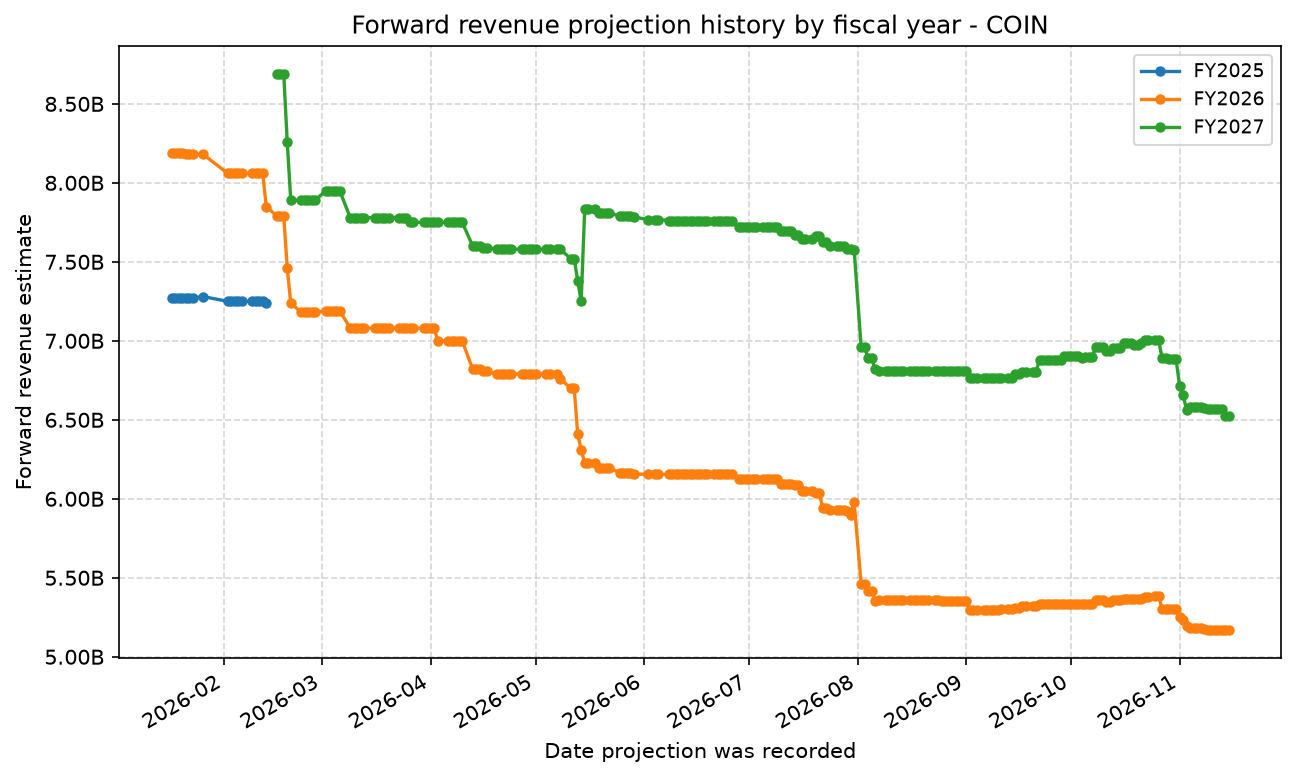 Forward revenue projection history by fiscal year - COIN
FY2025
FY2026
FY2027
8.50B
8.00B
7.50B
7.00B
6.50B
6.00B
5.50B
5.00B
Forward revenue estimate
2026-02
2026-03
2026-04
2026-05
2026-06
2026-07
2026-08
2026-09
2026-10
2026-11
Date projection was recorded